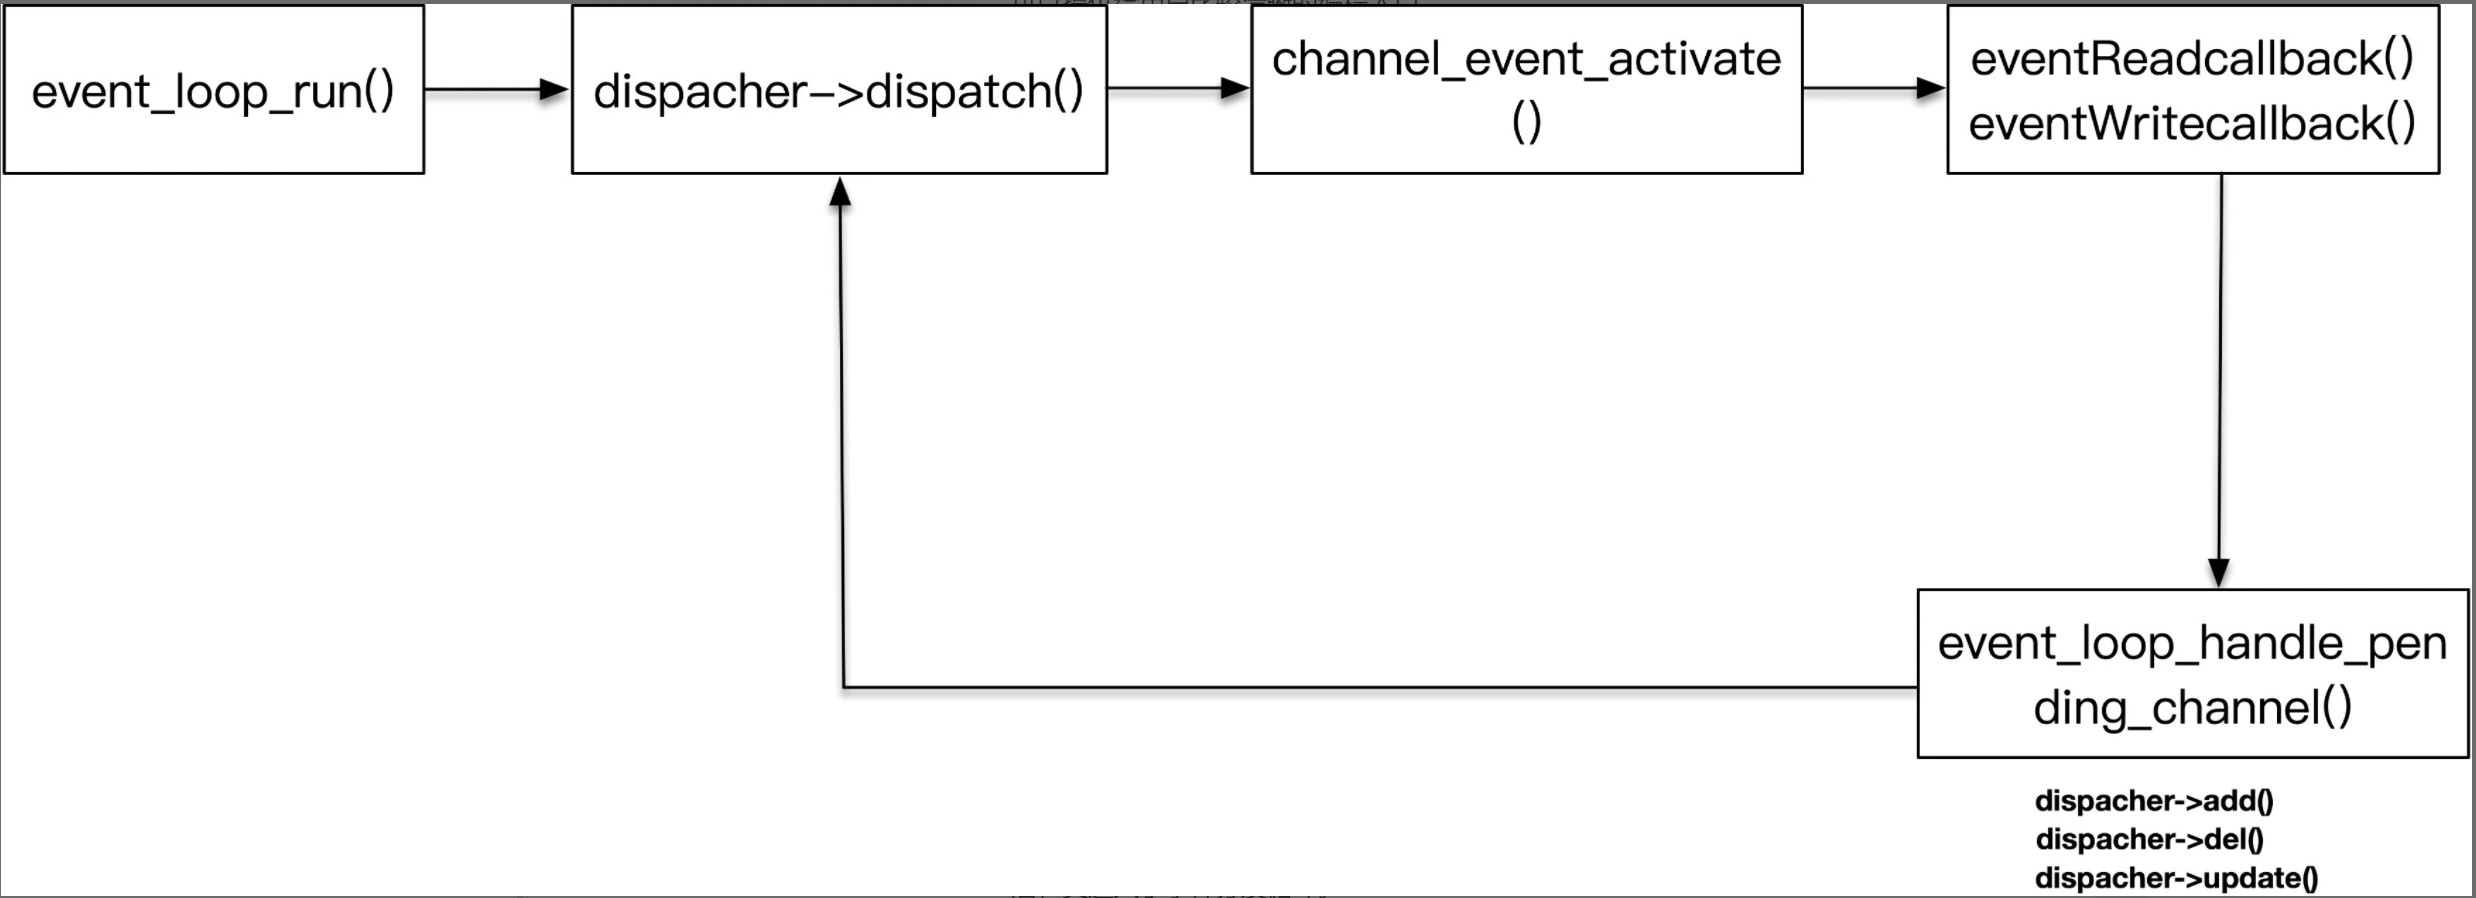 event_loop_run()
dispacher->dispatch()
channel_event_activate
()
eventReadcallback()
eventWritecallback()
event_loop_handle_pen
ding_channel()
dispacher->add()
dispacher->del()
dispacher->update()